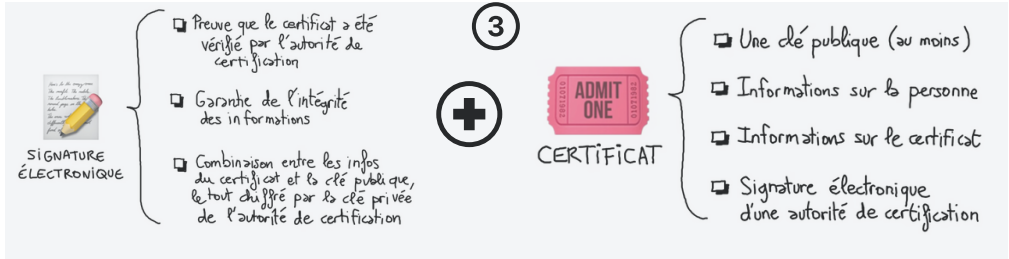 3
Preuve que le certificat a été
vérifié par l'autorité de
certification
Garantie de l'intégrité
des informations
Combinaison entre les infos
du certificat et la clé publique,
le tout chiffré par la clé privée
de l'autorité de certification
SIGNATURE
ÉLECTRONIQUE
ADMIT
ONE
CERTIFICAT
Une clé publique (au moins)
Informations sur la personne
Informations sur le certificat
Signature électronique
d'une autorité de certification